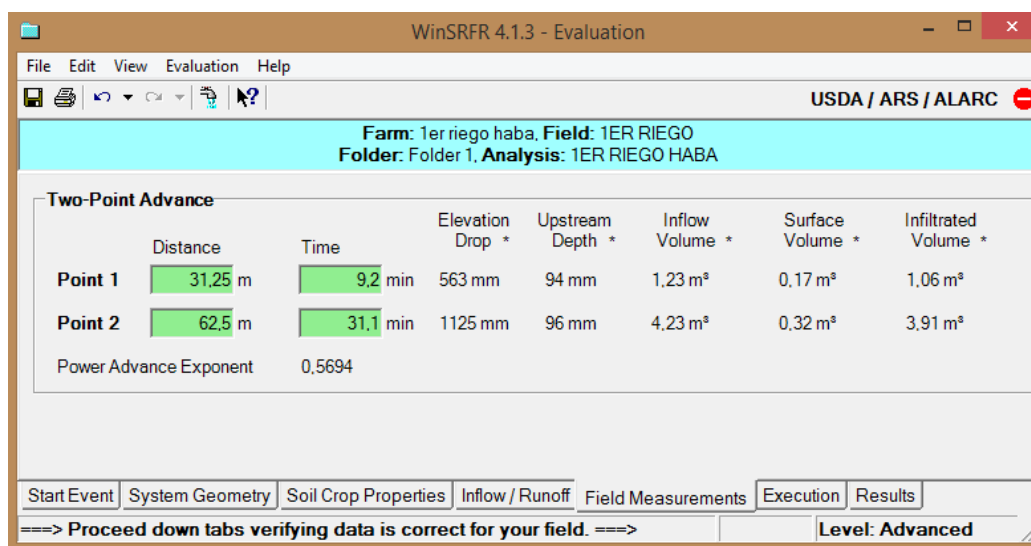 WinSRFR 4.1.3 - Evaluation
File Edit View Evaluation Help
USDA / ARS / ALARC
Farm: 1er riego haba, Field: 1ER RIEGO
Folder: Folder 1, Analysis: 1ER RIEGO HABA
Two-Point Advance
Distance Time Elevation Drop * Upstream Depth * Inflow Volume * Surface Volume * Infiltrated Volume *
Point 1 31,25 m 9,2 min 563 mm 94 mm 1,23 m³ 0,17 m³ 1,06 m³
Point 2 62,5 m 31,1 min 1125 mm 96 mm 4,23 m³ 0,32 m³ 3,91 m³
Power Advance Exponent 0,5694
Start Event System Geometry Soil Crop Properties Inflow / Runoff Field Measurements Execution Results
===> Proceed down tabs verifying data is correct for your field. ===> Level: Advanced